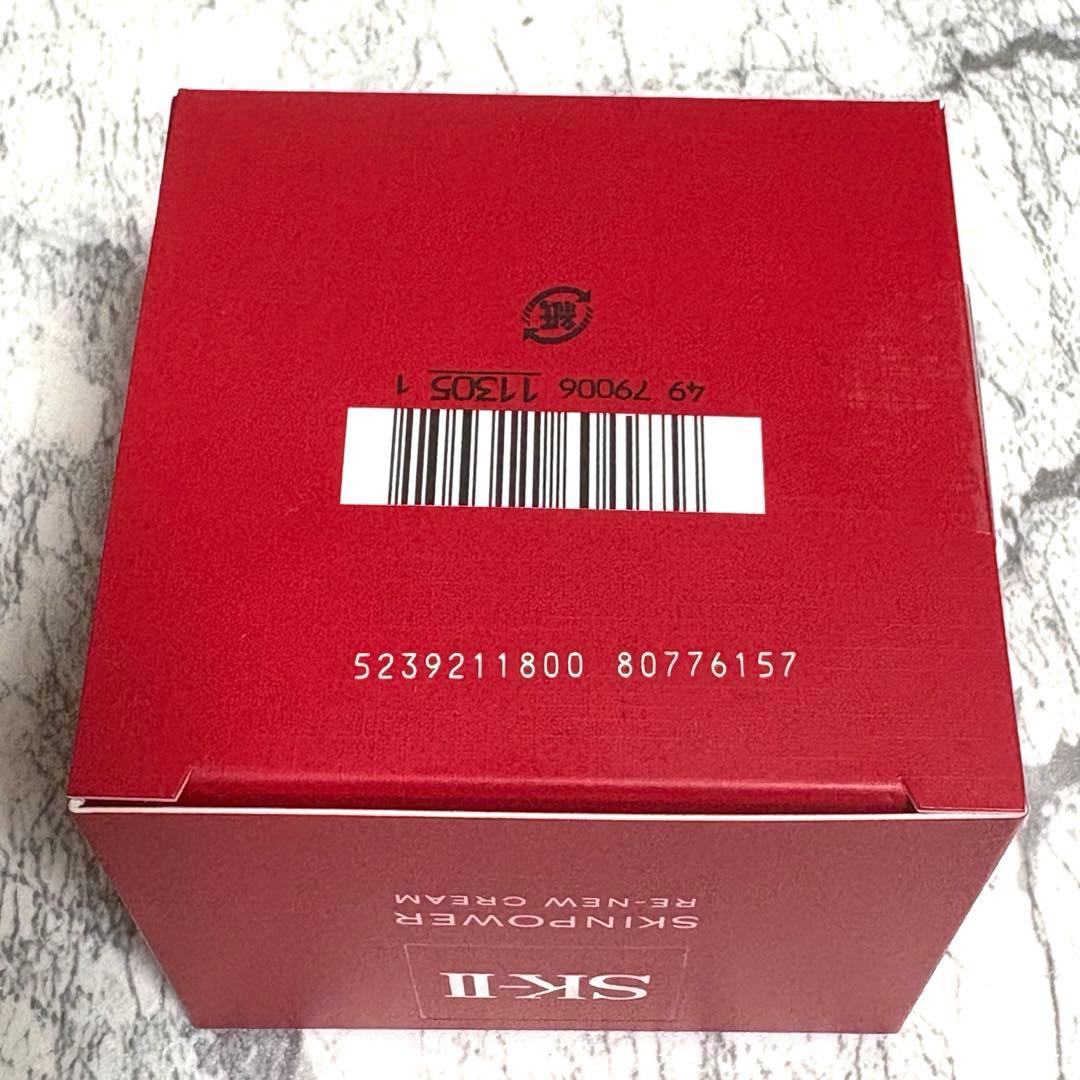 紙
49 79006 11305 1
5239211800 80776157
SK-II
SKINPOWER
RE-NEW CREAM